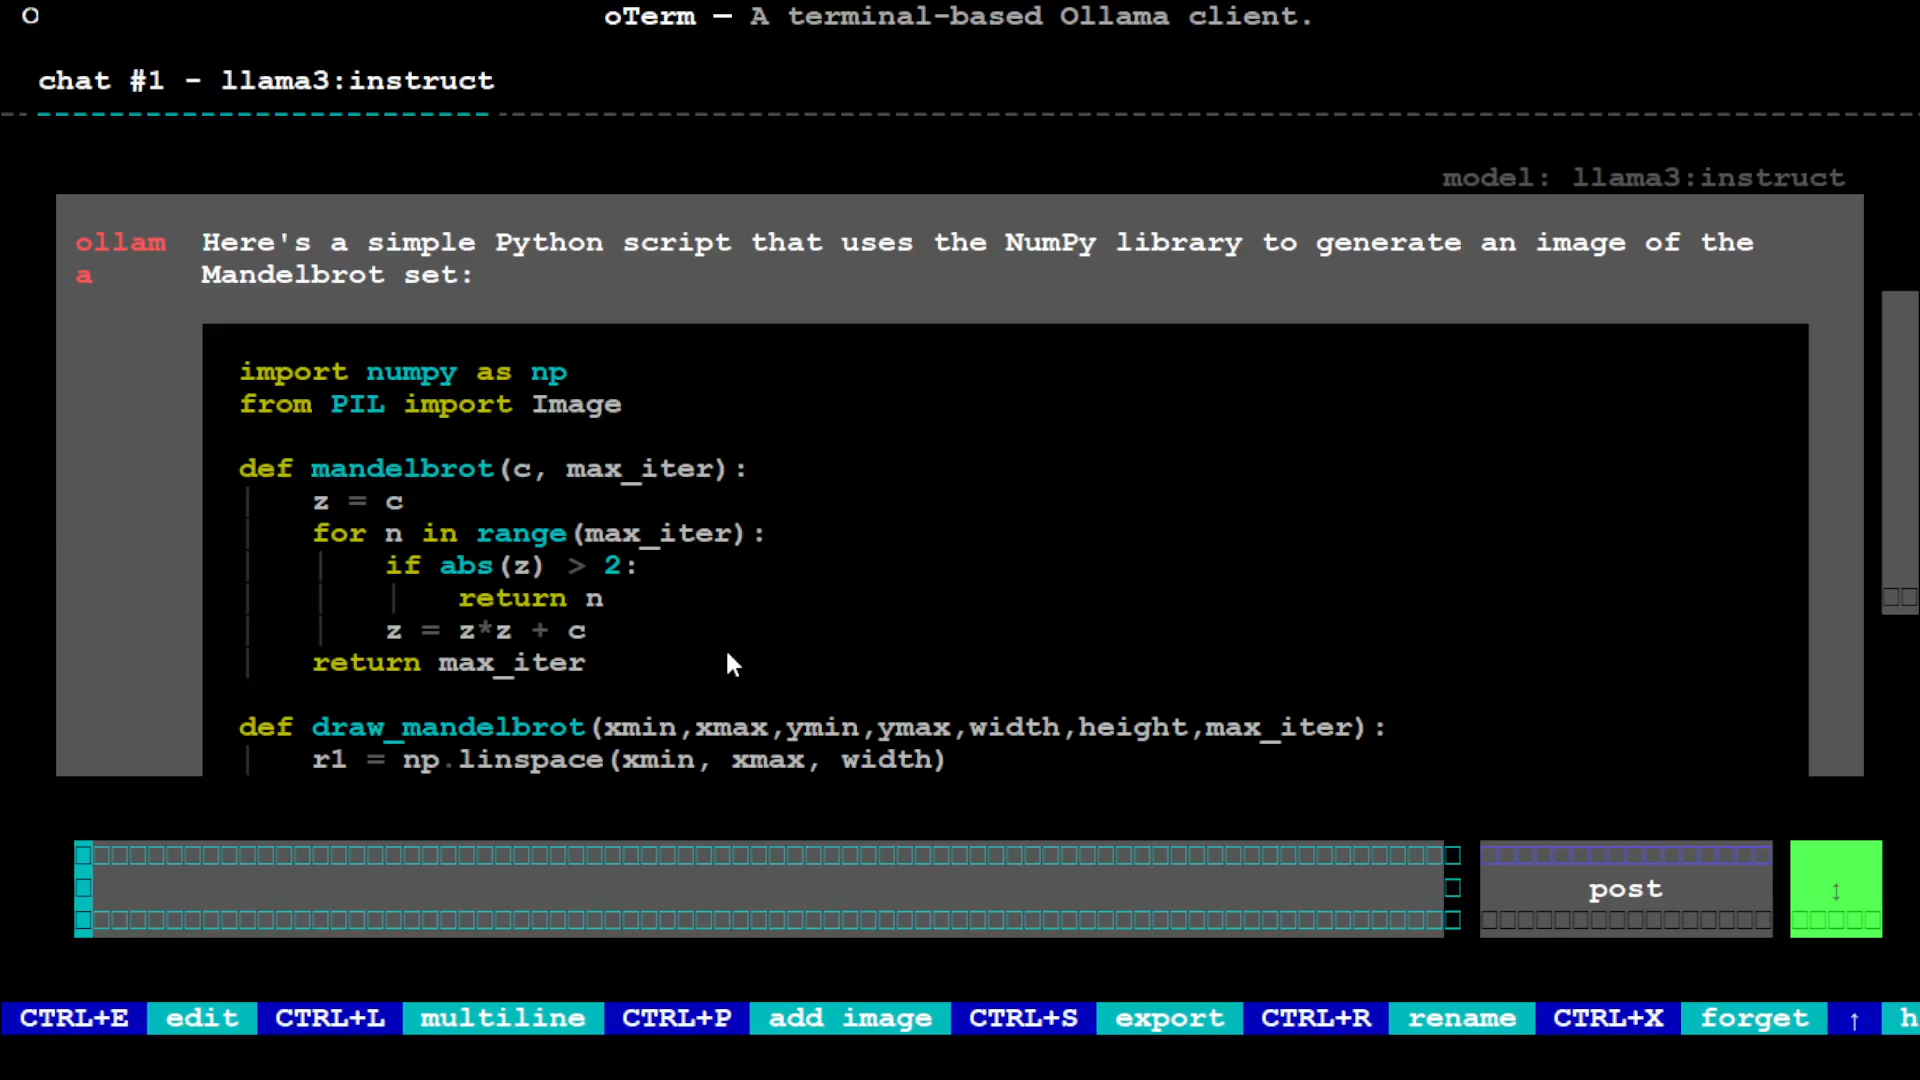 O oTerm — A terminal-based Ollama client.
chat #1 - llama3:instruct
model: llama3:instruct
ollam Here's a simple Python script that uses the NumPy library to generate an image of the
a Mandelbrot set:
import numpy as np
from PIL import Image
def mandelbrot(c, max_iter):
    z = c
    for n in range(max_iter):
        if abs(z) > 2:
            return n
        z = z*z + c
    return max_iter
def draw_mandelbrot(xmin,xmax,ymin,ymax,width,height,max_iter):
    r1 = np.linspace(xmin, xmax, width)
post ↕
CTRL+E edit CTRL+L multiline CTRL+P add image CTRL+S export CTRL+R rename CTRL+X forget ↑ h